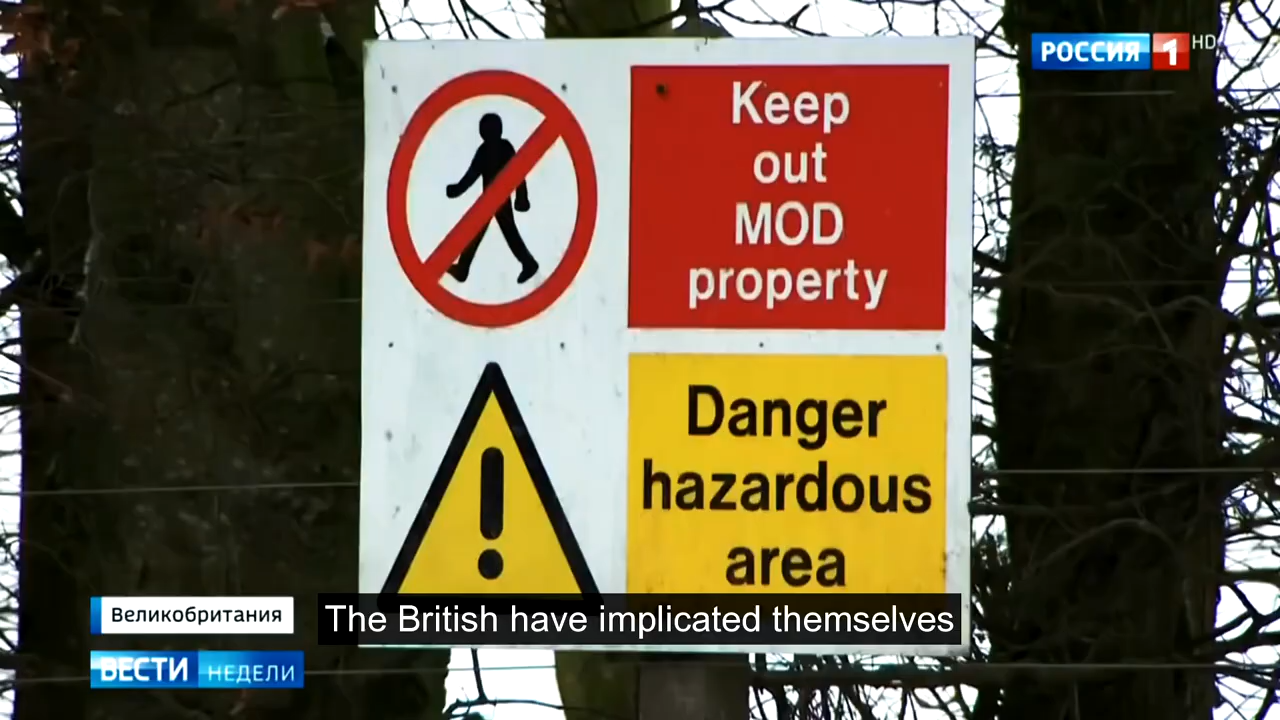 РОССИЯ 1 HD
Keep
out
MOD
property
Danger
hazardous
area
Великобритания
The British have implicated themselves
ВЕСТИ НЕДЕЛИ